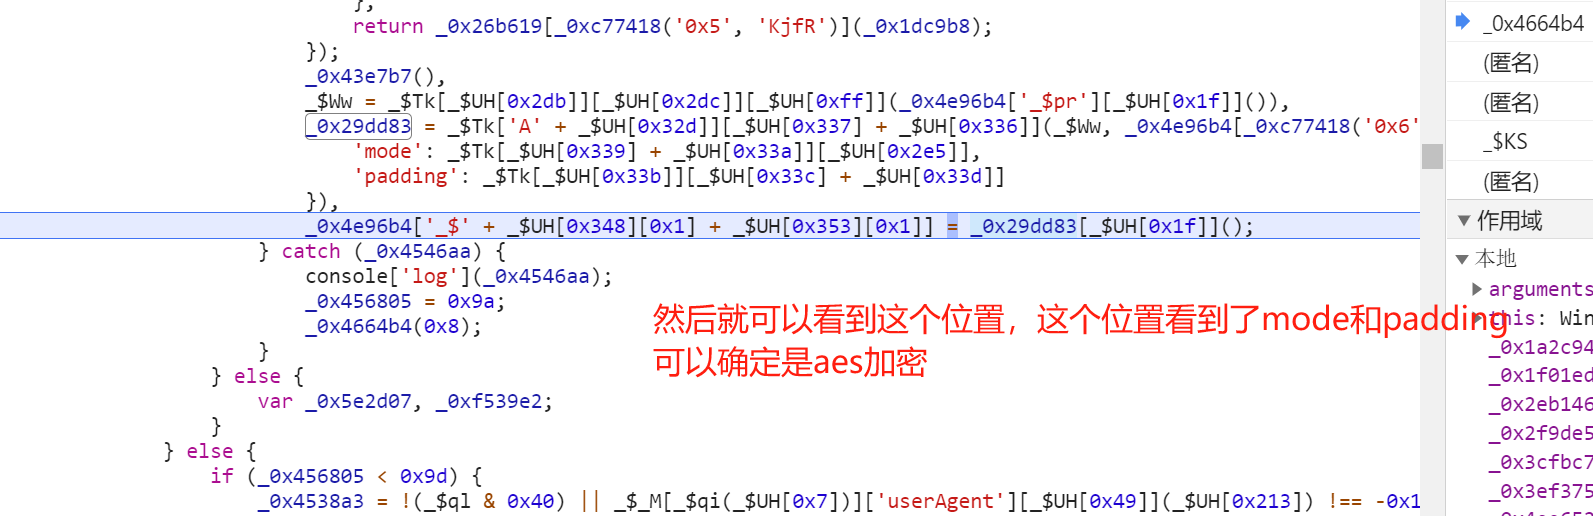 },
return _0x26b619[_0xc77418('0x5', 'KjfR')](_0x1dc9b8);
});
_0x43e7b7(),
_$Ww = _$Tk[_$UH[0x2db]][_$UH[0x2dc]][_$UH[0xff]](_0x4e96b4['_$pr'][_$UH[0x1f]]()),
_0x29dd83 = _$Tk['A' + _$UH[0x32d]][_$UH[0x337] + _$UH[0x336]](_$Ww, _0x4e96b4[_0xc77418('0x6'
'mode': _$Tk[_$UH[0x339] + _$UH[0x33a]][_$UH[0x2e5]],
'padding': _$Tk[_$UH[0x33b]][_$UH[0x33c] + _$UH[0x33d]]
}),
_0x4e96b4['_$' + _$UH[0x348][0x1] + _$UH[0x353][0x1]] = _0x29dd83[_$UH[0x1f]]();
} catch (_0x4546aa) {
console['log'](_0x4546aa);
_0x456805 = 0x9a;
_0x4664b4(0x8);
}
} else {
var _0x5e2d07, _0xf539e2;
}
} else {
if (_0x456805 < 0x9d) {
_0x4538a3 = !(_$ql & 0x40) || _$_M[_$qi(_$UH[0x7])]['userAgent'][_$UH[0x49]](_$UH[0x213]) !== -0x1
然后就可以看到这个位置，这个位置看到了mode和padding
可以确定是aes加密
_0x4664b4
(匿名)
(匿名)
_$KS
(匿名)
作用域
本地
arguments
this: Win
_0x1a2c94
_0x1f01ed
_0x2eb146
_0x2f9de5
_0x3cfbc7
_0x3ef375